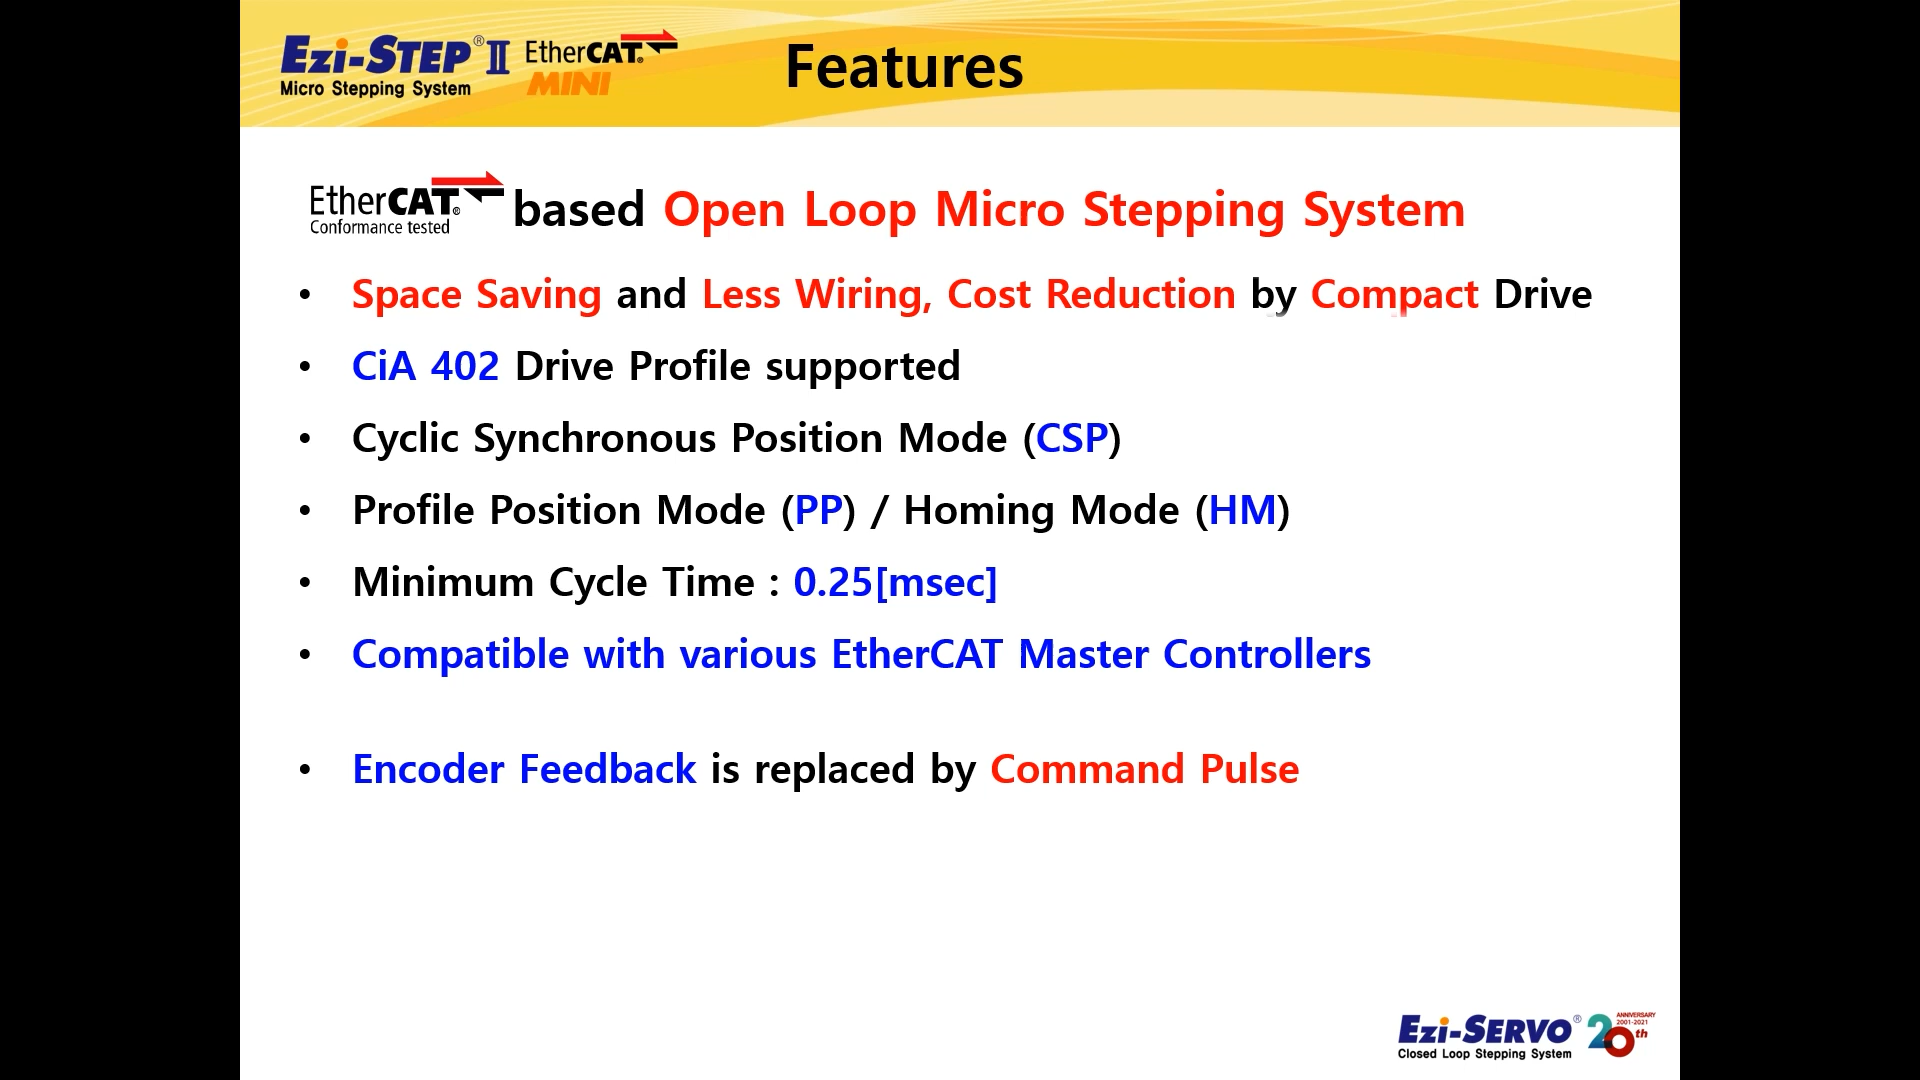 Ezi-STEP® II EtherCAT® MINI
Micro Stepping System
Features
EtherCAT® based Open Loop Micro Stepping System
Conformance tested
• Space Saving and Less Wiring, Cost Reduction by Compact Drive
• CiA 402 Drive Profile supported
• Cyclic Synchronous Position Mode (CSP)
• Profile Position Mode (PP) / Homing Mode (HM)
• Minimum Cycle Time : 0.25[msec]
• Compatible with various EtherCAT Master Controllers
• Encoder Feedback is replaced by Command Pulse
Ezi-SERVO®
Closed Loop Stepping System
20th
ANNIVERSARY
2001-2021